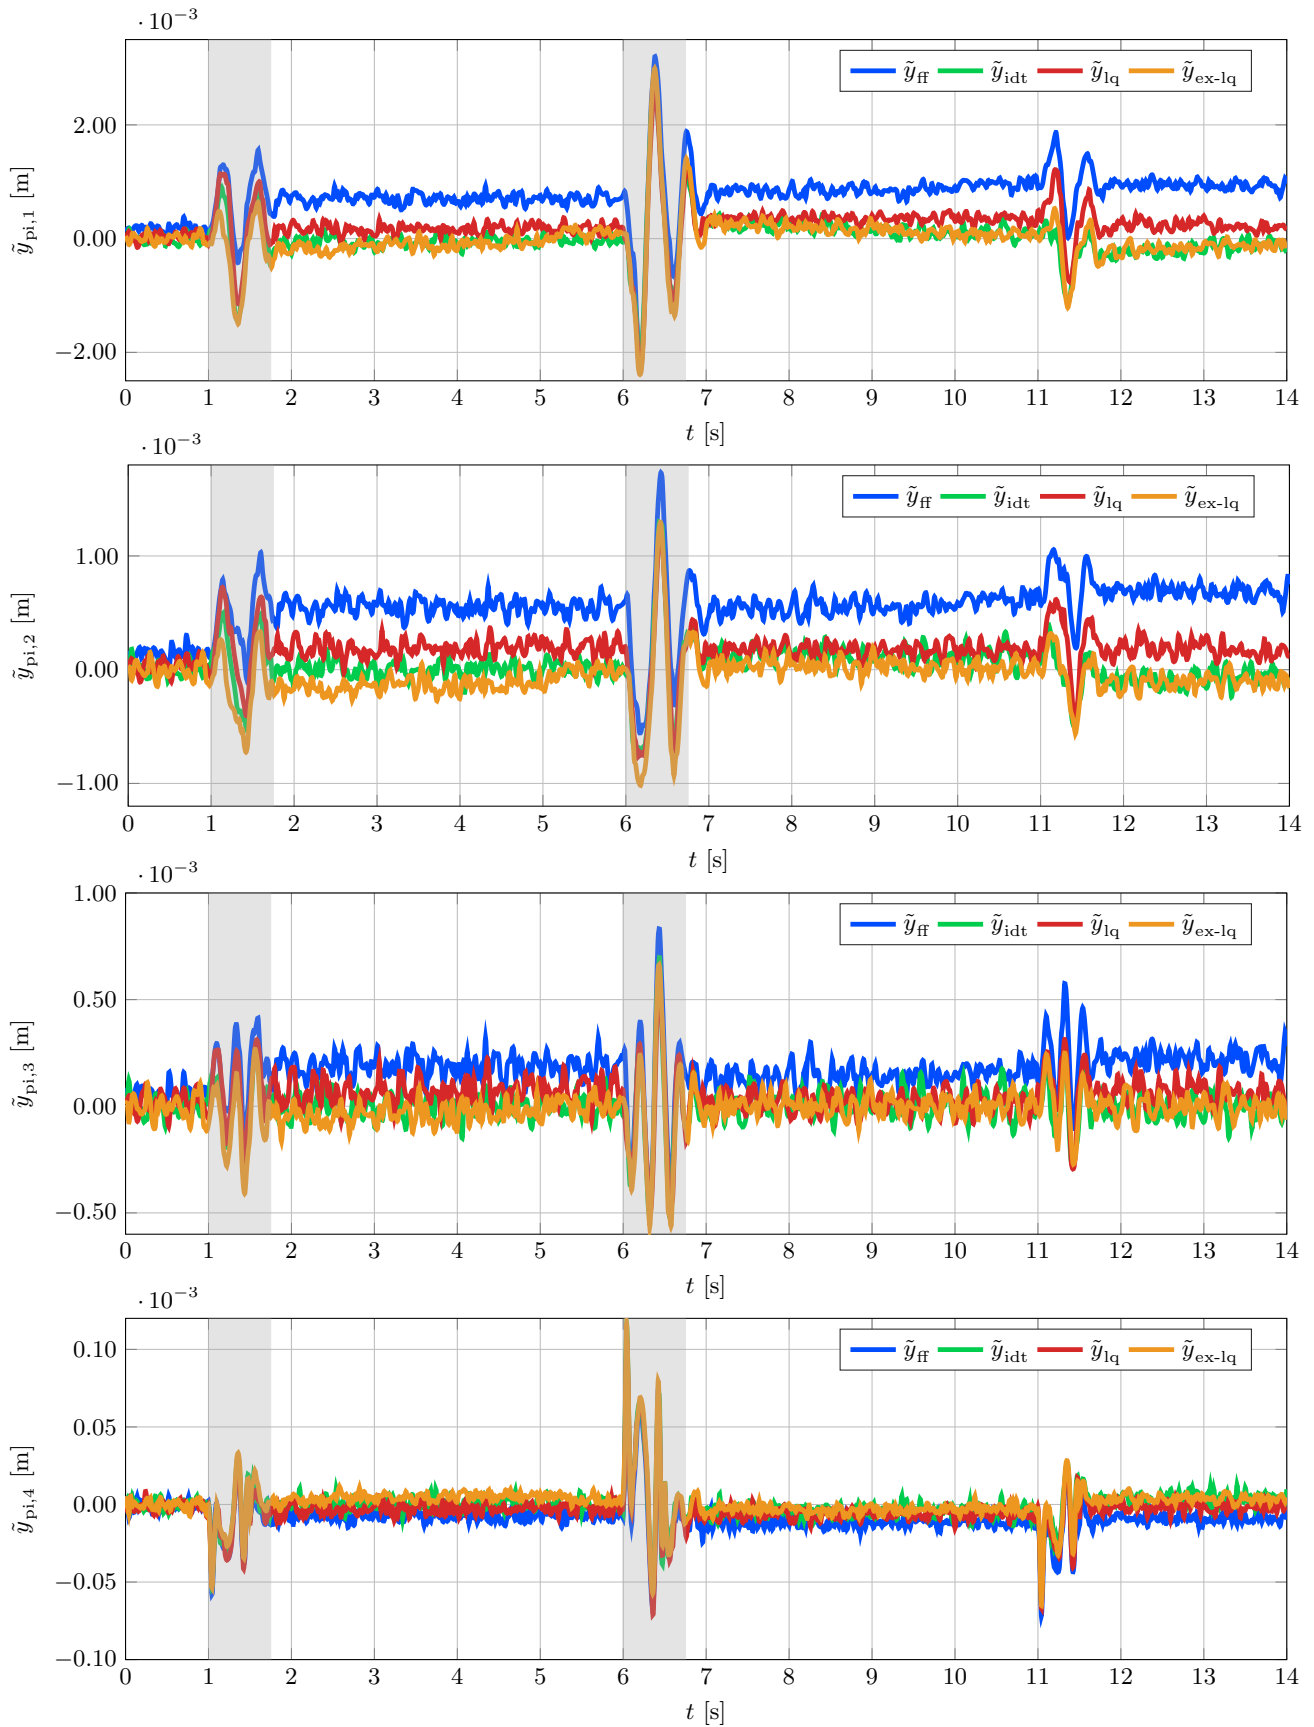 · 10⁻³
ỹ_ff ỹ_idt ỹ_lq ỹ_ex-lq
2.00
0.00
−2.00
ỹ_pi,1 [m]
0 1 2 3 4 5 6 7 8 9 10 11 12 13 14
t [s]
· 10⁻³
ỹ_ff ỹ_idt ỹ_lq ỹ_ex-lq
1.00
0.00
−1.00
ỹ_pi,2 [m]
0 1 2 3 4 5 6 7 8 9 10 11 12 13 14
t [s]
· 10⁻³
1.00
ỹ_ff ỹ_idt ỹ_lq ỹ_ex-lq
0.50
0.00
−0.50
ỹ_pi,3 [m]
0 1 2 3 4 5 6 7 8 9 10 11 12 13 14
t [s]
· 10⁻³
ỹ_ff ỹ_idt ỹ_lq ỹ_ex-lq
0.10
0.05
0.00
−0.05
−0.10
ỹ_pi,4 [m]
0 1 2 3 4 5 6 7 8 9 10 11 12 13 14
t [s]